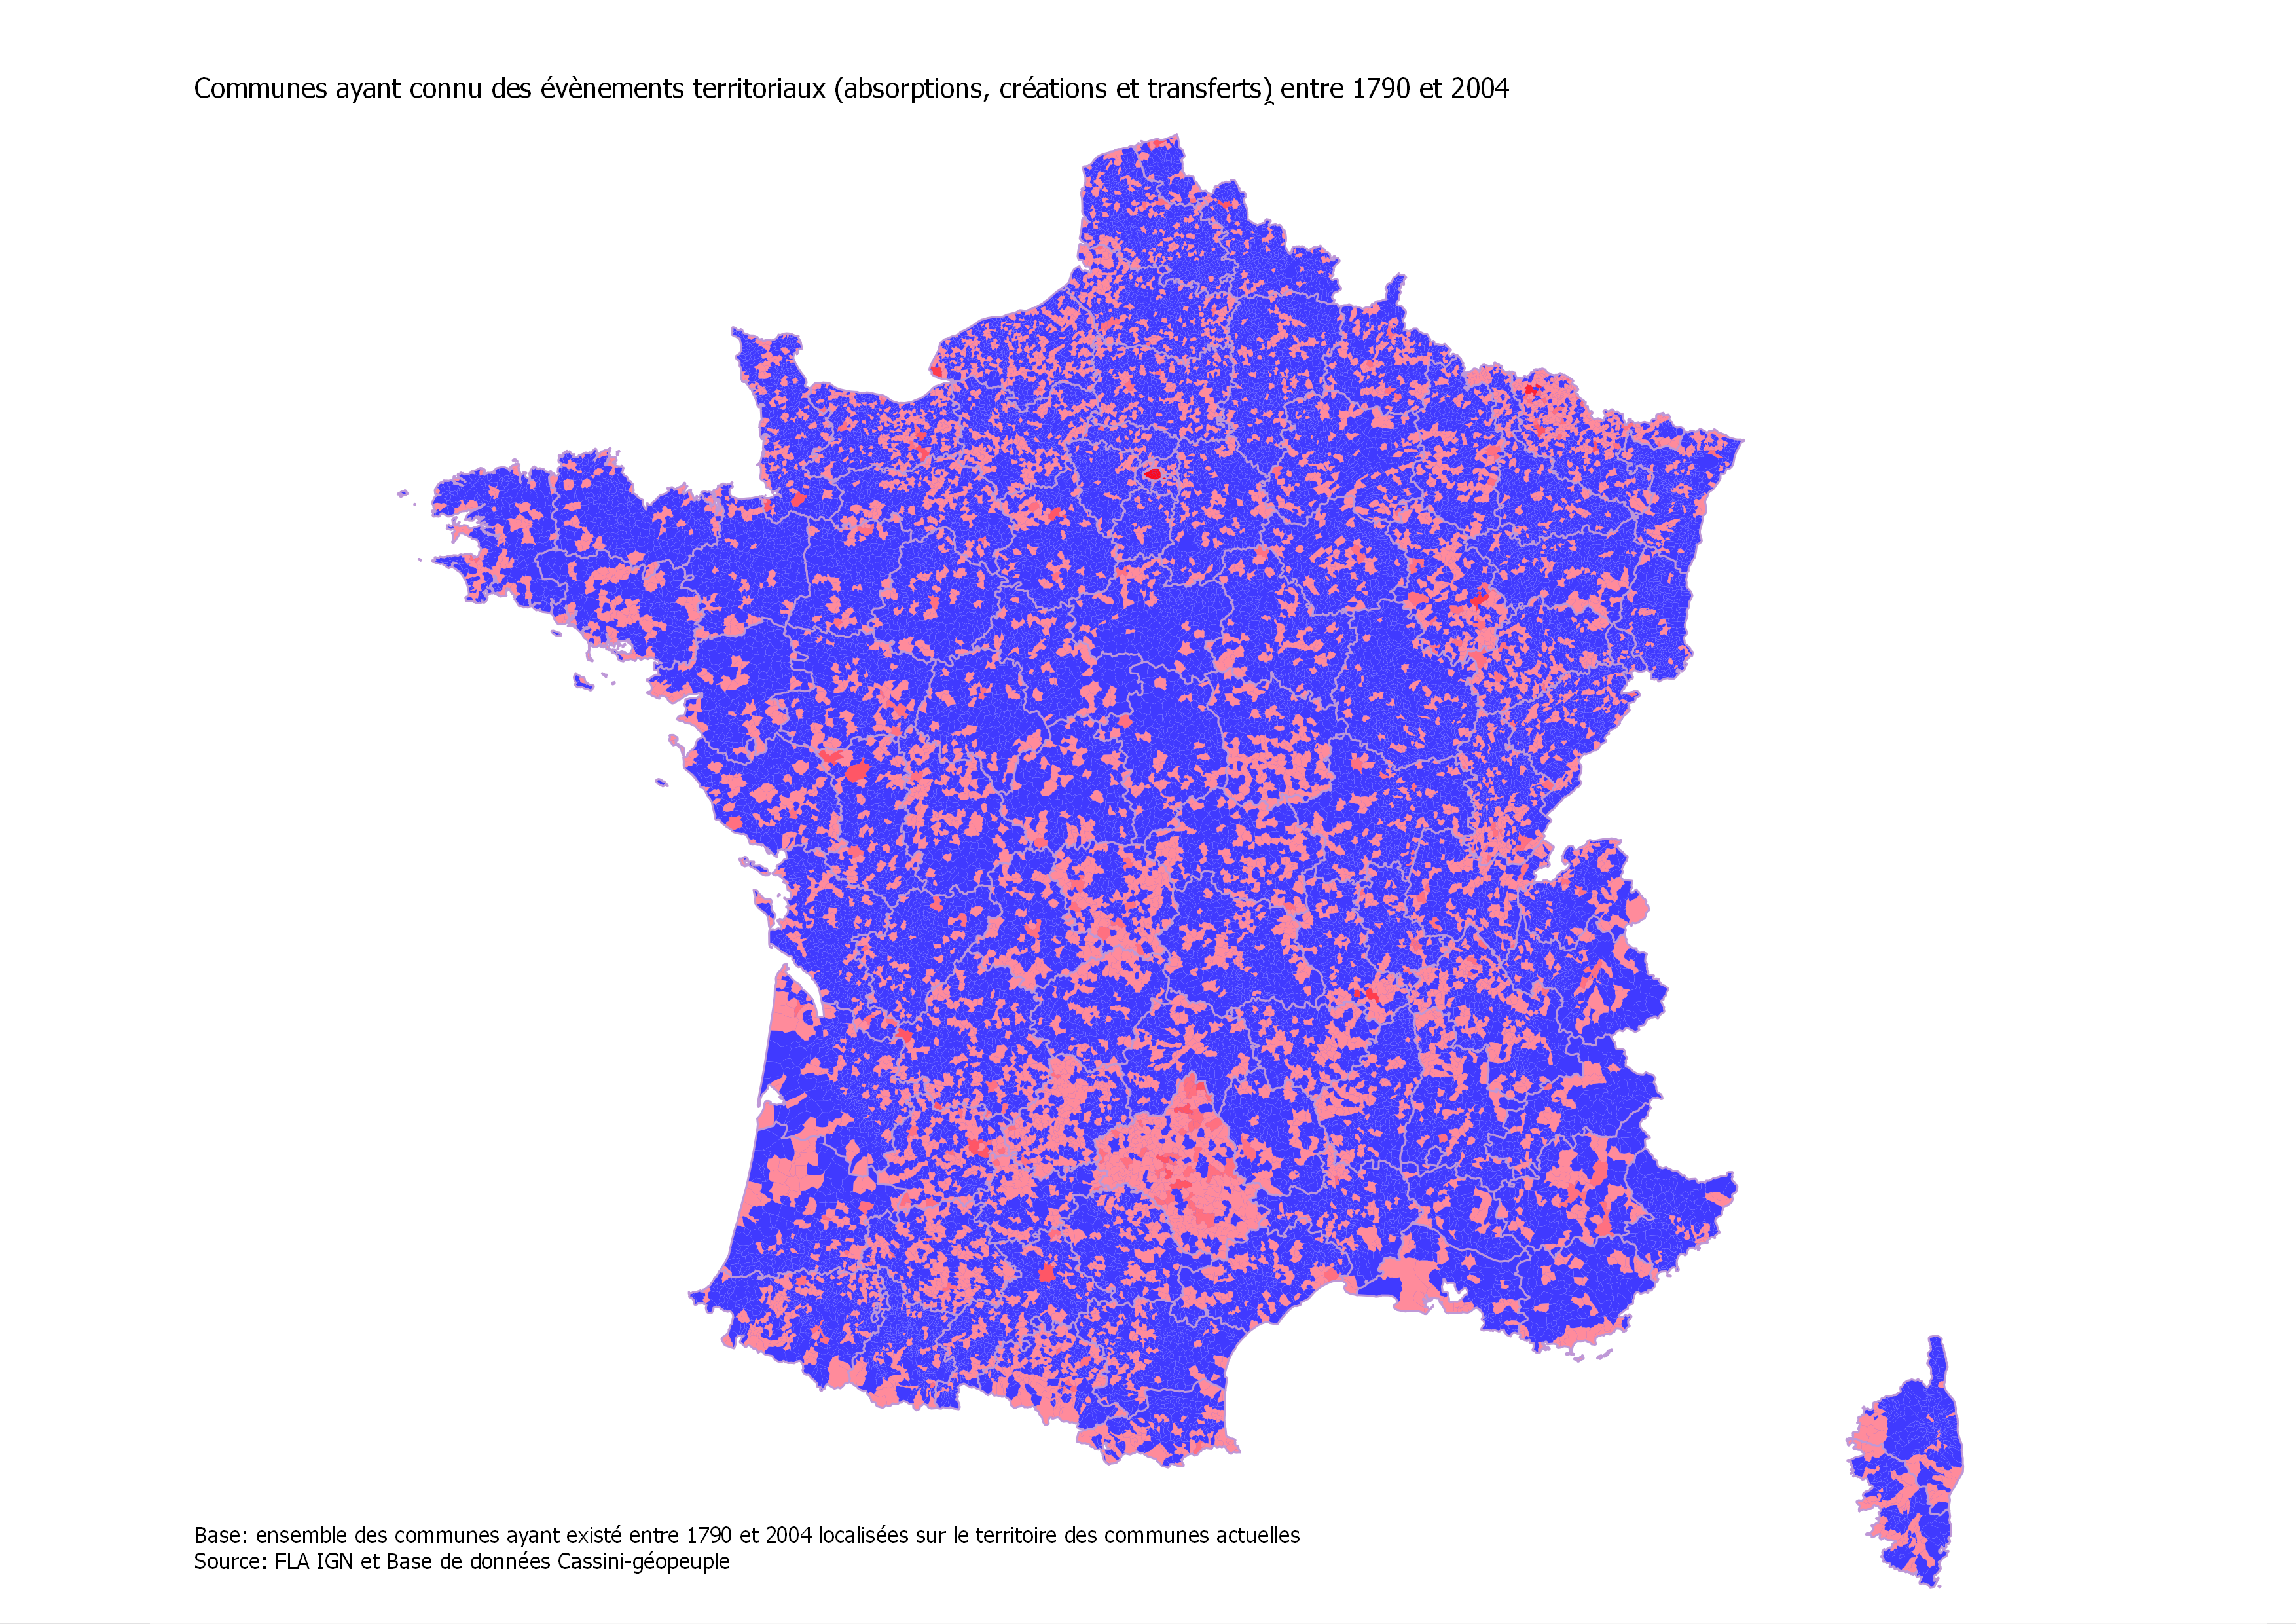 Communes ayant connu des évènements territoriaux (absorptions, créations et transferts) entre 1790 et 2004
Base: ensemble des communes ayant existé entre 1790 et 2004 localisées sur le territoire des communes actuelles
Source: FLA IGN et Base de données Cassini-géopeuple